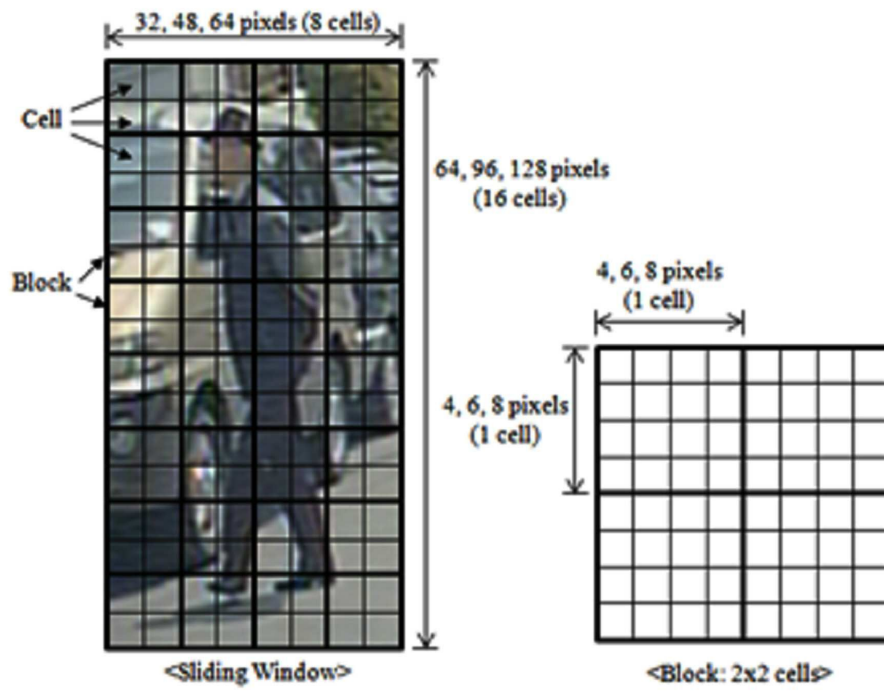 32, 48, 64 pixels (8 cells)
Cell
64, 96, 128 pixels
(16 cells)
Block
4, 6, 8 pixels
(1 cell)
4, 6, 8 pixels
(1 cell)
<Sliding Window>
<Block: 2x2 cells>